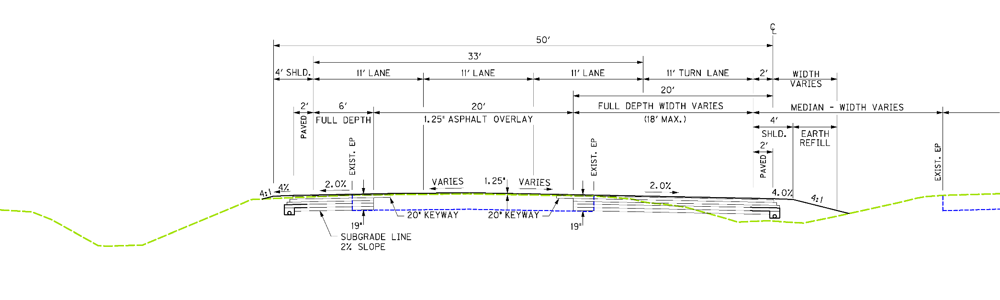 ℄
50'
33'
4' SHLD.
11' LANE
11' LANE
11' LANE
11' TURN LANE
2'
WIDTH
VARIES
20'
2'
6'
20'
FULL DEPTH WIDTH VARIES
MEDIAN - WIDTH VARIES
PAVED
FULL DEPTH
1.25" ASPHALT OVERLAY
(18' MAX.)
4'
SHLD.
EARTH
REFILL
2'
PAVED
EXIST. EP
EXIST. EP
EXIST. EP
4:1
4%
2.0%
VARIES
1.25"
VARIES
2.0%
4.0%
4:1
19"
20" KEYWAY
20" KEYWAY
19"
SUBGRADE LINE
2% SLOPE